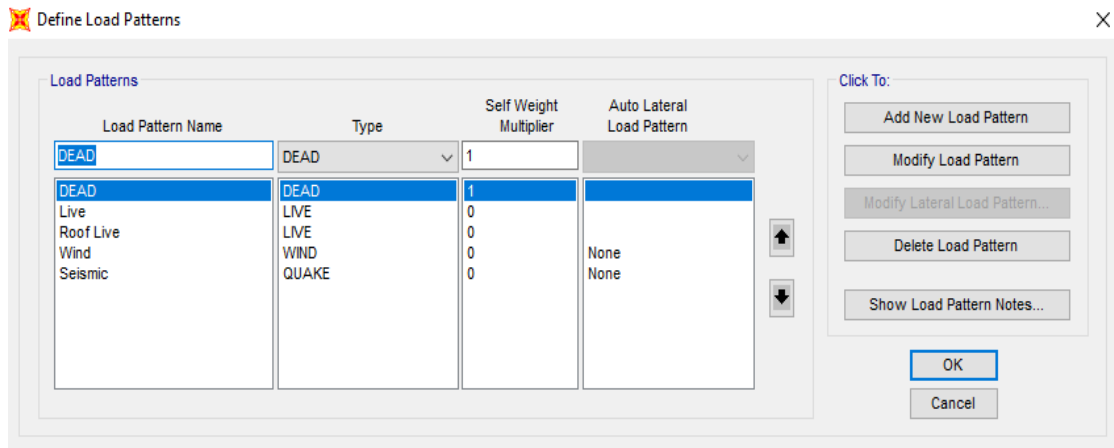 Define Load Patterns
Load Patterns
Click To:
Load Pattern Name Type Self Weight Multiplier Auto Lateral Load Pattern
DEAD DEAD 1
DEAD DEAD 1
Live LIVE 0
Roof Live LIVE 0
Wind WIND 0 None
Seismic QUAKE 0 None
Add New Load Pattern
Modify Load Pattern
Modify Lateral Load Pattern...
Delete Load Pattern
Show Load Pattern Notes...
OK
Cancel